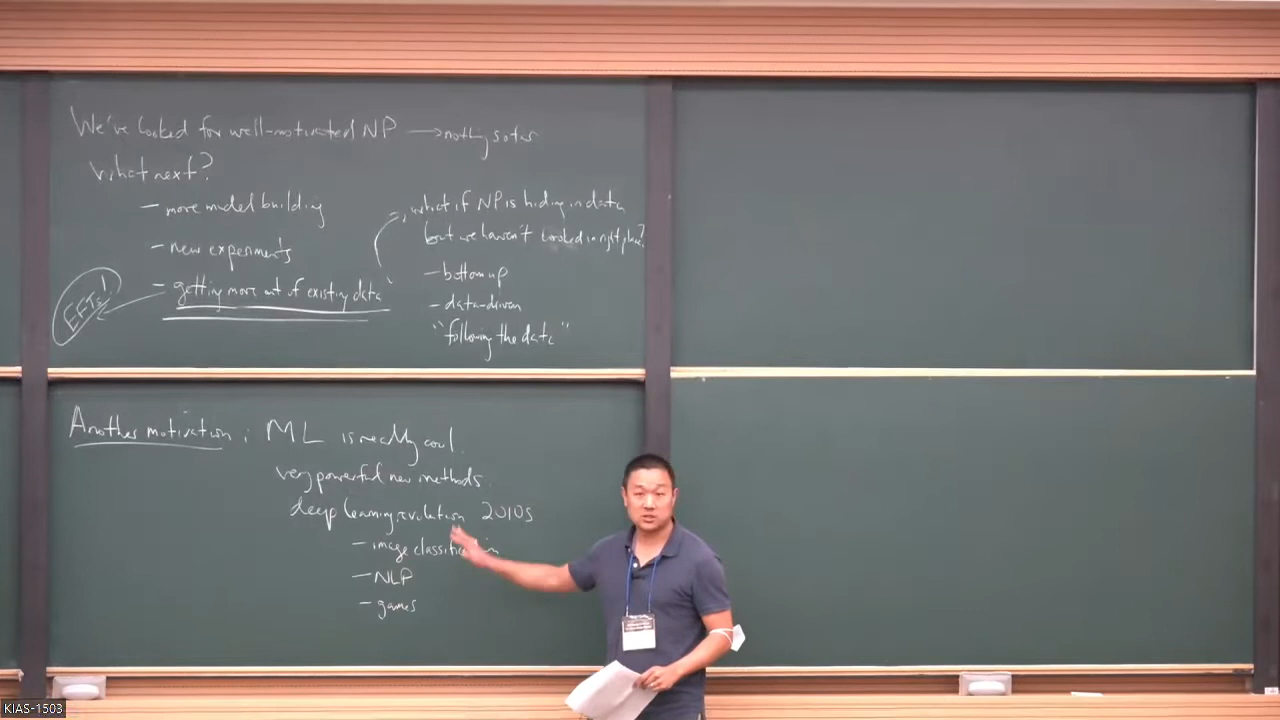 We've looked for well-motivated NP → nothing so far
What next?
- more model building
- new experiments
- getting more out of existing data
EFTs!
what if NP is hiding in data
but we haven't looked in right place?
- bottom up
- data-driven
"following the data"
Another motivation: ML is really cool.
very powerful new methods.
deep learning revolution 2010s
- image classification
- NLP
- games
KIAS-1503